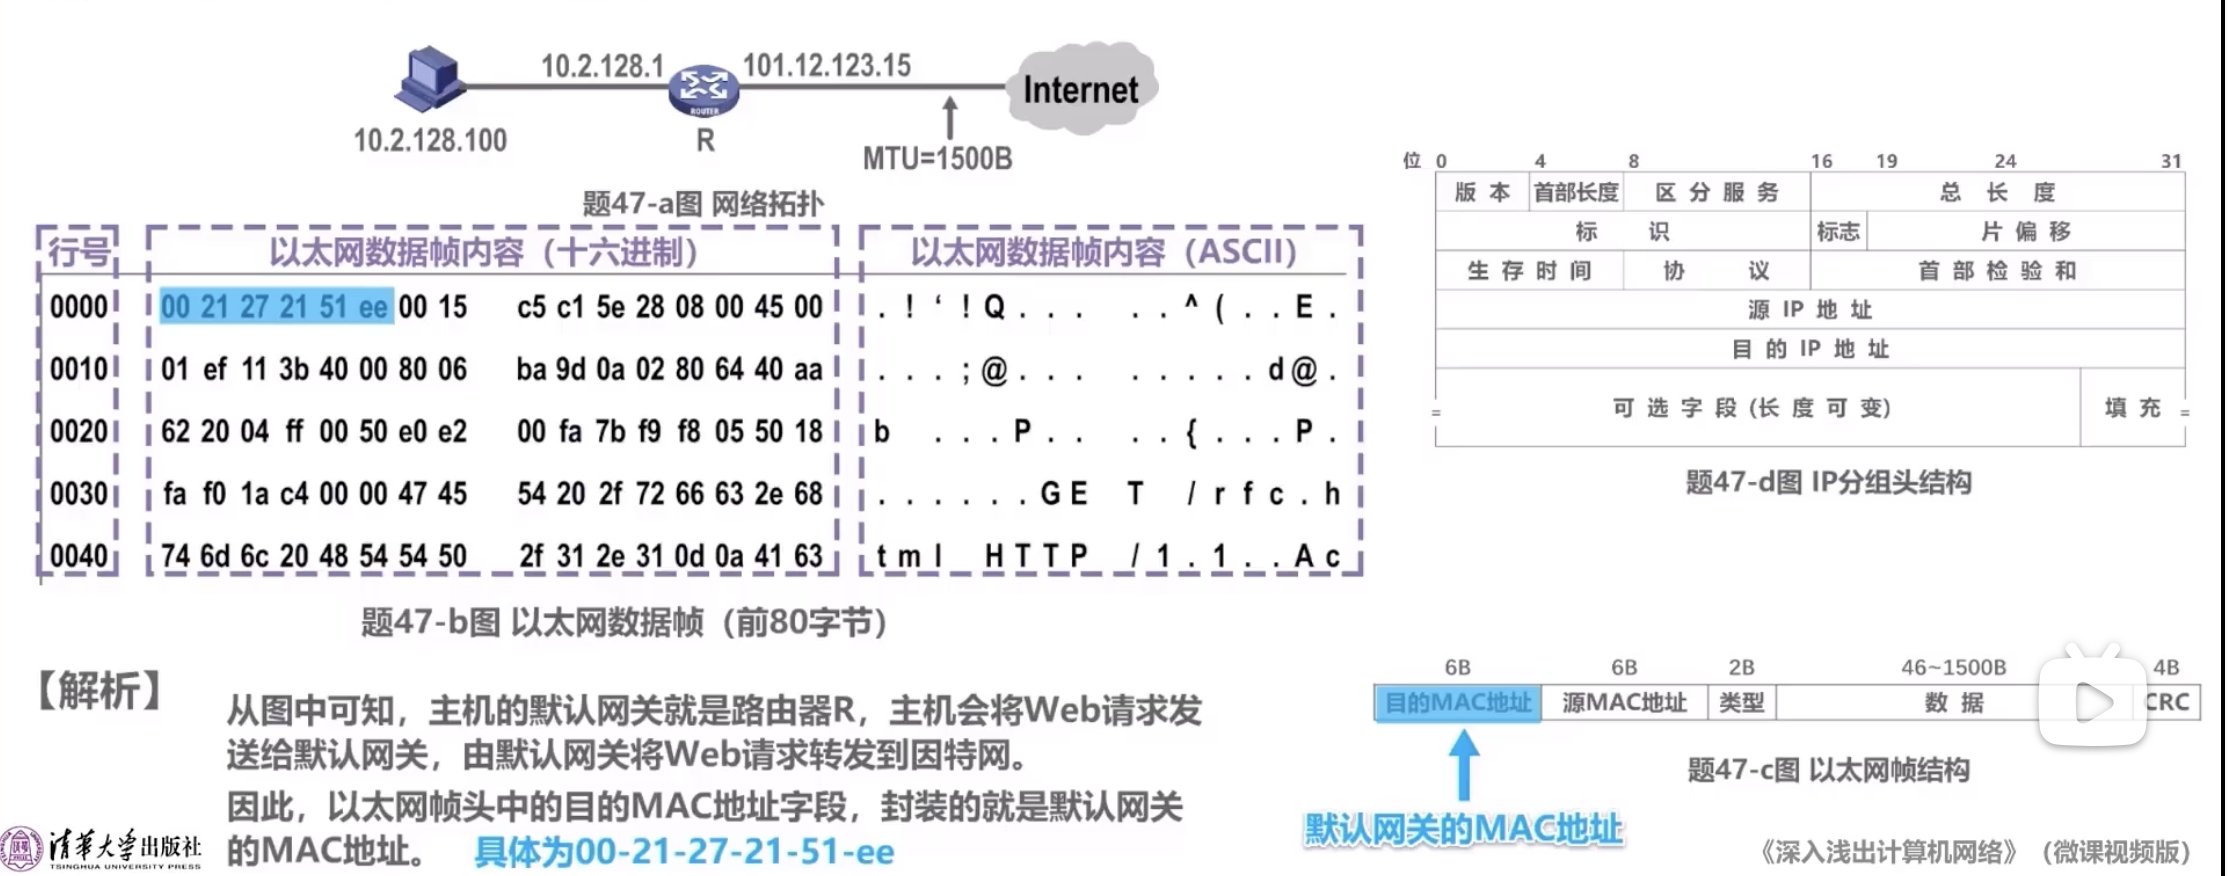 10.2.128.1
101.12.123.15
Internet
ROUTER
10.2.128.100
R
MTU=1500B
题47-a图 网络拓扑
行号 以太网数据帧内容（十六进制） 以太网数据帧内容（ASCII）
0000 00 21 27 21 51 ee 00 15 c5 c1 5e 28 08 00 45 00 . ! ‘ ! Q . . . . . ^ ( . . E .
0010 01 ef 11 3b 40 00 80 06 ba 9d 0a 02 80 64 40 aa . . . ; @ . . . . . . . . d @ .
0020 62 20 04 ff 00 50 e0 e2 00 fa 7b f9 f8 05 50 18 b . . . P . . . . { . . . P .
0030 fa f0 1a c4 00 00 47 45 54 20 2f 72 66 63 2e 68 . . . . . . G E T / r f c . h
0040 74 6d 6c 20 48 54 54 50 2f 31 2e 31 0d 0a 41 63 t m l H T T P / 1 . 1 . . A c
题47-b图 以太网数据帧（前80字节）
位 0 4 8 16 19 24 31
版本 首部长度 区分服务 总长度
标识 标志 片偏移
生存时间 协议 首部检验和
源IP地址
目的IP地址
可选字段(长度可变) 填充
= =
题47-d图 IP分组头结构
【解析】
从图中可知，主机的默认网关就是路由器R，主机会将Web请求发
送给默认网关，由默认网关将Web请求转发到因特网。
因此，以太网帧头中的目的MAC地址字段，封装的就是默认网关
的MAC地址。 具体为00-21-27-21-51-ee
6B 6B 2B 46~1500B 4B
目的MAC地址 源MAC地址 类型 数据 CRC
题47-c图 以太网帧结构
默认网关的MAC地址
清华大学出版社
TSINGHUA UNIVERSITY PRESS
《深入浅出计算机网络》（微课视频版）